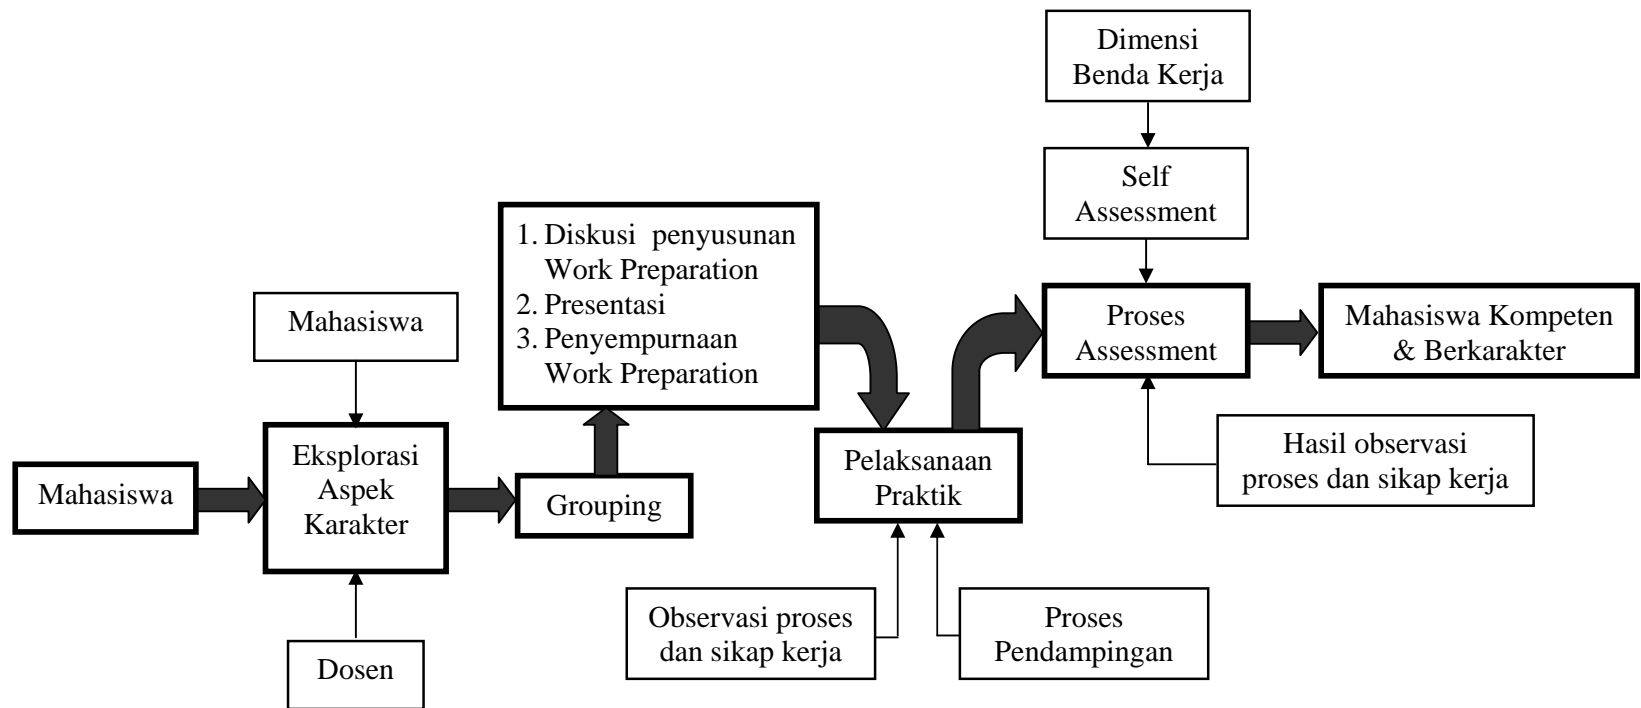 Dimensi
Benda Kerja
Self
Assessment
1. Diskusi penyusunan
Work Preparation
2. Presentasi
3. Penyempurnaan
Work Preparation
Mahasiswa
Proses
Assessment
Mahasiswa Kompeten
& Berkarakter
Eksplorasi
Aspek
Karakter
Mahasiswa
Grouping
Pelaksanaan
Praktik
Hasil observasi
proses dan sikap kerja
Observasi proses
dan sikap kerja
Proses
Pendampingan
Dosen